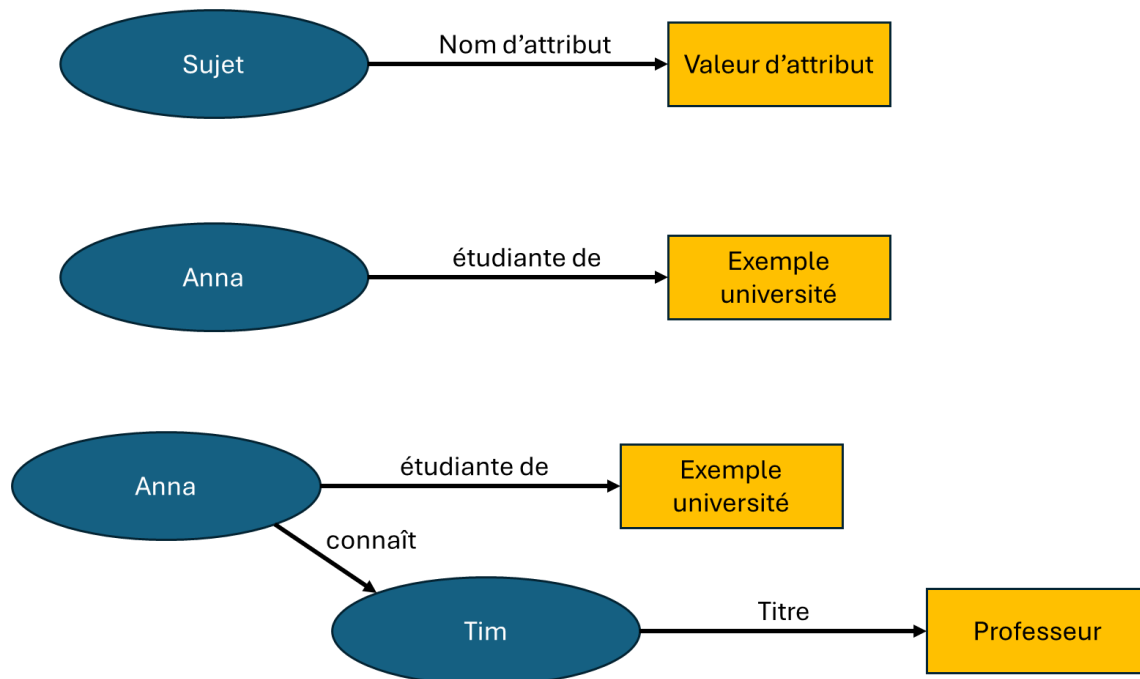 Sujet
Nom d’attribut
Valeur d’attribut
Anna
étudiante de
Exemple
université
Anna
étudiante de
Exemple
université
connaît
Tim
Titre
Professeur